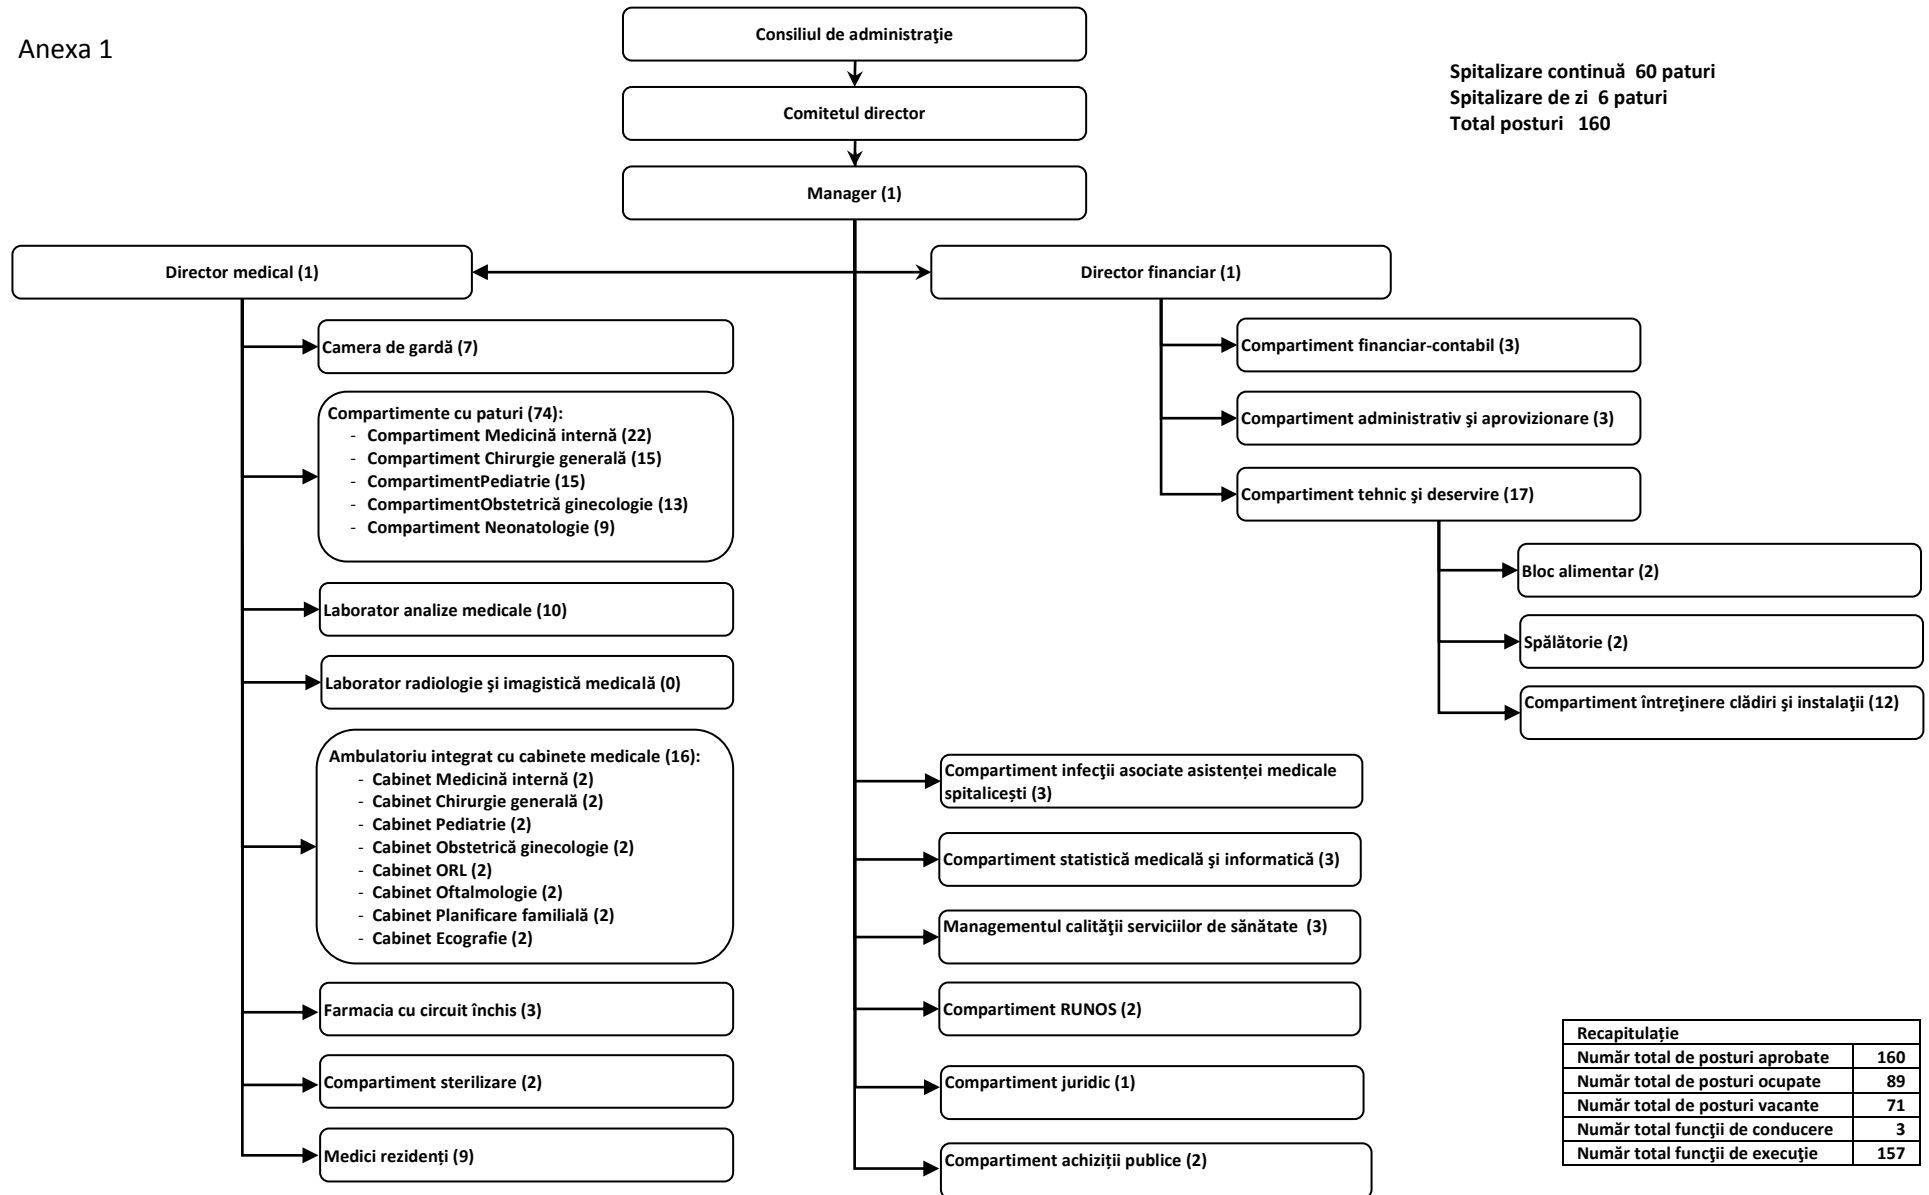 Anexa 1
Consiliul de administraţie
Spitalizare continuă  60 paturi
Spitalizare de zi  6 paturi
Total posturi   160
Comitetul director
Manager (1)
Director medical (1)
Director financiar (1)
Camera de gardă (7)
Compartimente cu paturi (74):
- Compartiment Medicină internă (22)
- Compartiment Chirurgie generală (15)
- CompartimentPediatrie (15)
- CompartimentObstetrică ginecologie (13)
- Compartiment Neonatologie (9)
Laborator analize medicale (10)
Laborator radiologie şi imagistică medicală (0)
Ambulatoriu integrat cu cabinete medicale (16):
- Cabinet Medicină internă (2)
- Cabinet Chirurgie generală (2)
- Cabinet Pediatrie (2)
- Cabinet Obstetrică ginecologie (2)
- Cabinet ORL (2)
- Cabinet Oftalmologie (2)
- Cabinet Planificare familială (2)
- Cabinet Ecografie (2)
Farmacia cu circuit închis (3)
Compartiment sterilizare (2)
Medici rezidenți (9)
Compartiment financiar-contabil (3)
Compartiment administrativ şi aprovizionare (3)
Compartiment tehnic şi deservire (17)
Bloc alimentar (2)
Spălătorie (2)
Compartiment întreţinere clădiri şi instalaţii (12)
Compartiment infecţii asociate asistenței medicale
spitalicești (3)
Compartiment statistică medicală şi informatică (3)
Managementul calităţii serviciilor de sănătate  (3)
Compartiment RUNOS (2)
Compartiment juridic (1)
Compartiment achiziții publice (2)
Recapitulație
Număr total de posturi aprobate 160
Număr total de posturi ocupate 89
Număr total de posturi vacante 71
Număr total funcţii de conducere 3
Număr total funcţii de execuţie 157